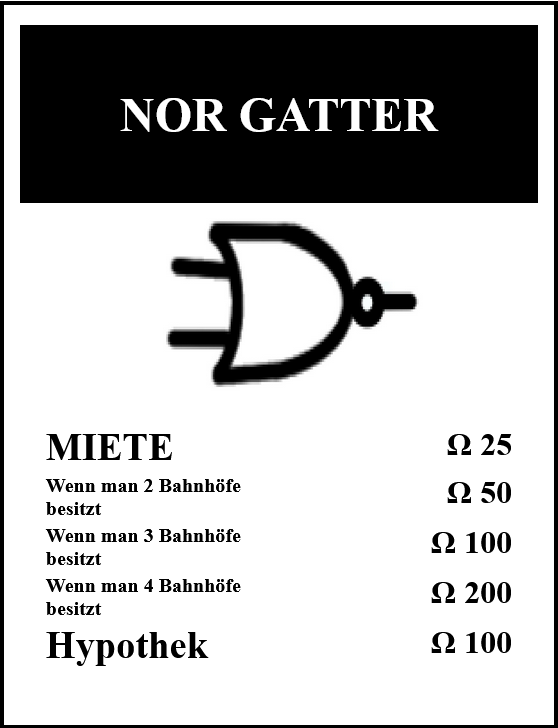 NOR GATTER
MIETE Ω 25
Wenn man 2 Bahnhöfe
besitzt Ω 50
Wenn man 3 Bahnhöfe
besitzt Ω 100
Wenn man 4 Bahnhöfe
besitzt Ω 200
Hypothek Ω 100